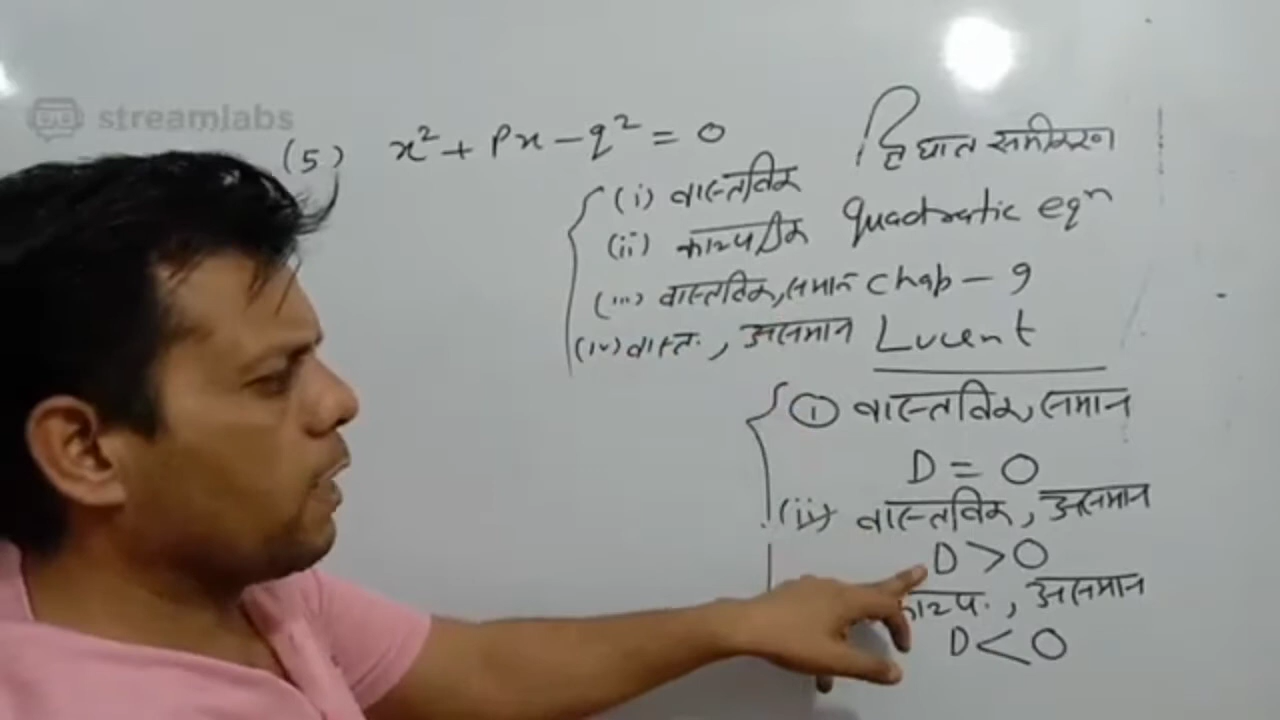 streamlabs
(5) x² + Px − q² = 0
द्विघात समीकरण
quadratic eqⁿ
chap - 9
Lucent
(i) वास्तविक
(ii) काल्पनिक
(iii) वास्तविक, समान
(iv) वास्त. , असमान
(i) वास्तविक, समान
D = 0
(ii) वास्तविक, असमान
D > 0
काल्प. , असमान
D < 0